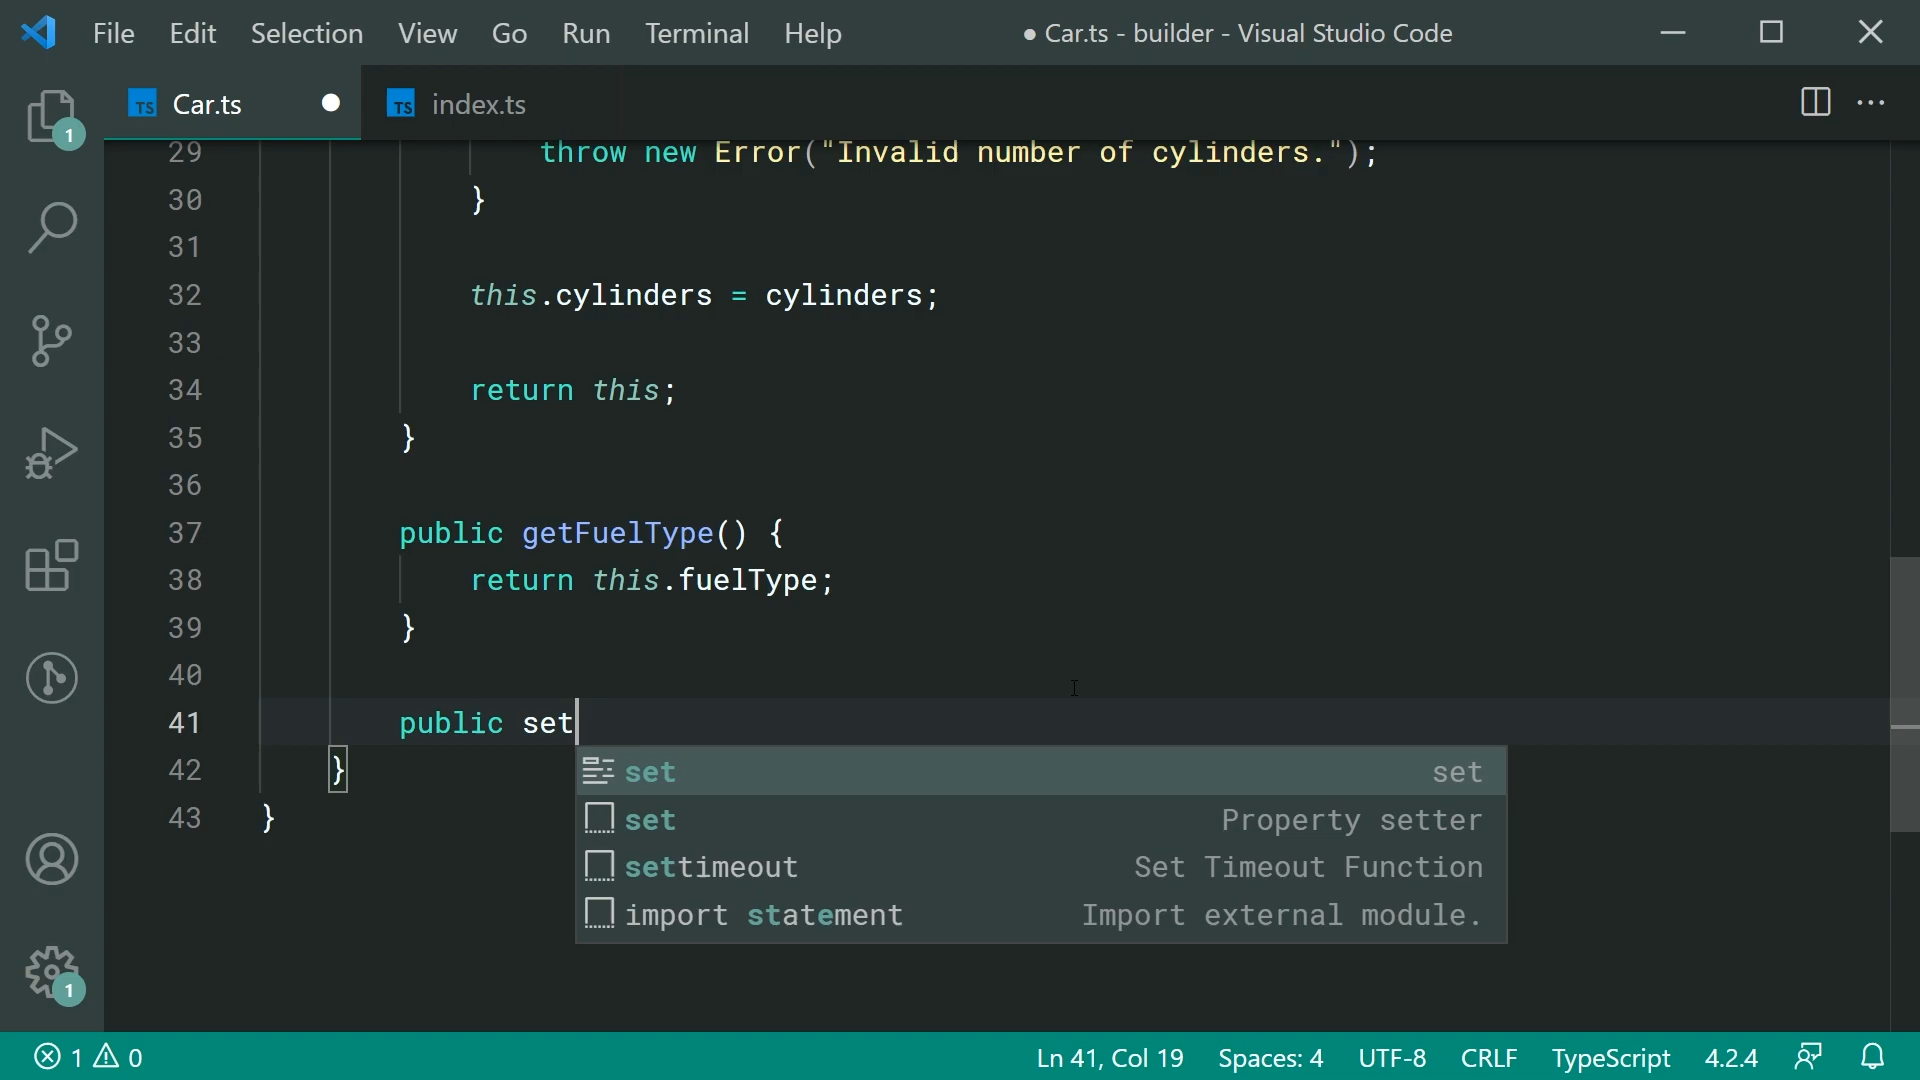 File Edit Selection View Go Run Terminal Help ● Car.ts - builder - Visual Studio Code
TS Car.ts ● TS index.ts
29 throw new Error("Invalid number of cylinders.");
30 }
31
32 this.cylinders = cylinders;
33
34 return this;
35 }
36
37 public getFuelType() {
38 return this.fuelType;
39 }
40
41 public set
42 }
43 }
set set
set Property setter
settimeout Set Timeout Function
import statement Import external module.
1
1
1 0 Ln 41, Col 19 Spaces: 4 UTF-8 CRLF TypeScript 4.2.4